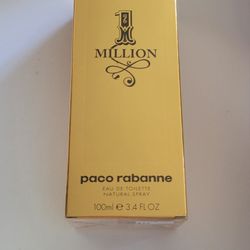 1
MILLION
paco rabanne
EAU DE TOILETTE
NATURAL SPRAY
100ml ℮ 3.4 FL.OZ